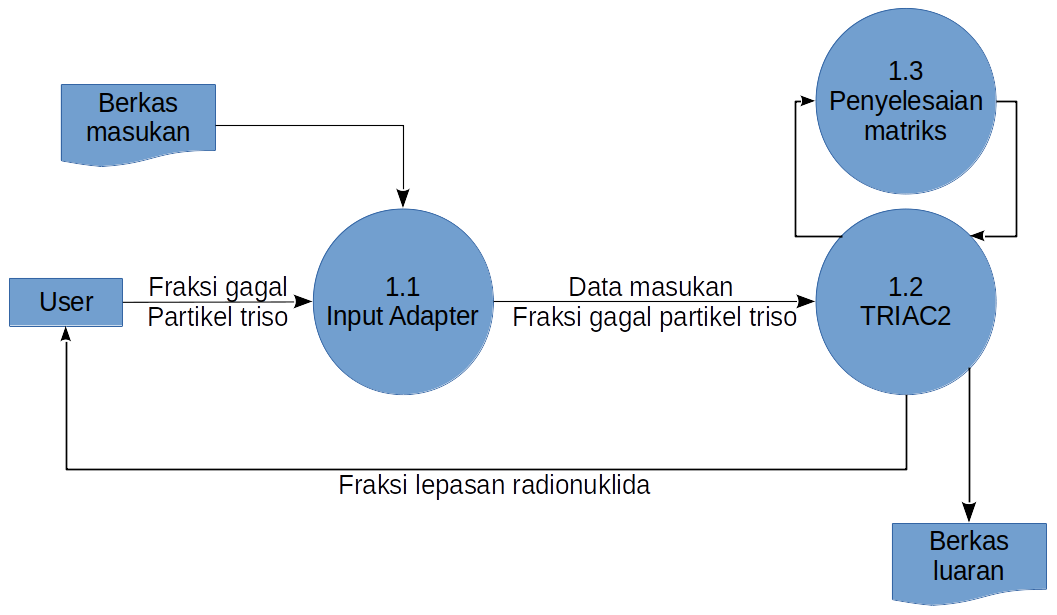 1.3
Penyelesaian
matriks
Berkas
masukan
User
Fraksi gagal
Partikel triso
1.1
Input Adapter
Data masukan
Fraksi gagal partikel triso
1.2
TRIAC2
Fraksi lepasan radionuklida
Berkas
luaran